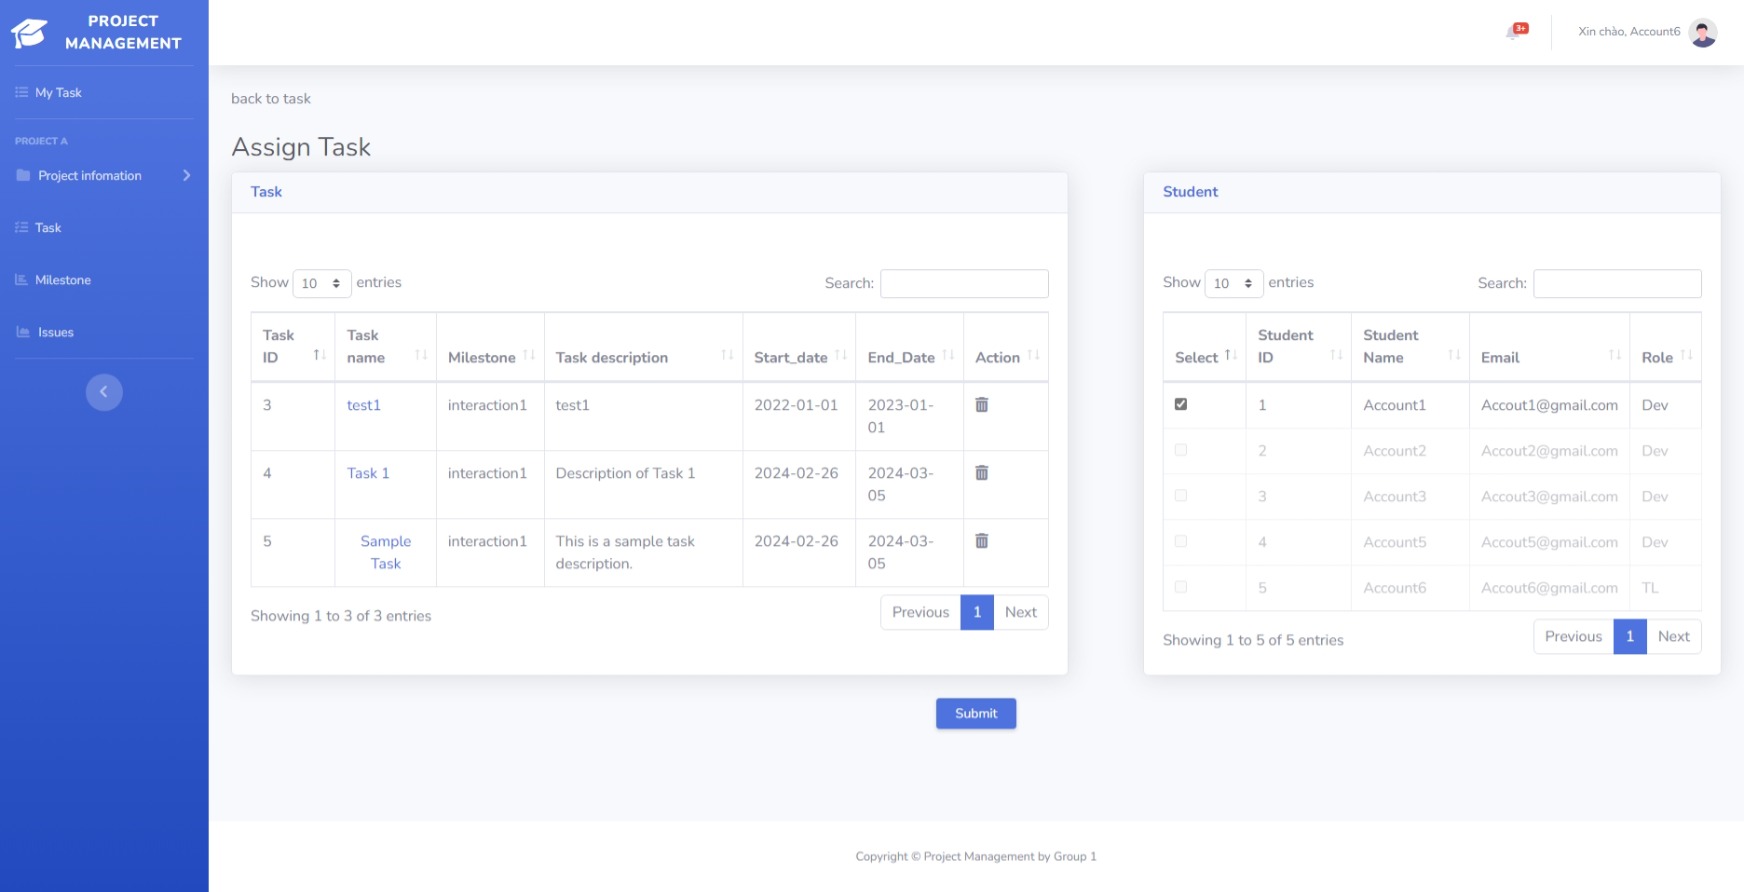 PROJECT
MANAGEMENT
My Task
PROJECT A
Project infomation
Task
Milestone
Issues
3+
Xin chào, Account6
back to task
Assign Task
Task
Show 10 entries
Search:
Task ID Task name Milestone Task description Start_date End_Date Action
3 test1 interaction1 test1 2022-01-01 2023-01-01
4 Task 1 interaction1 Description of Task 1 2024-02-26 2024-03-05
5 Sample Task interaction1 This is a sample task description. 2024-02-26 2024-03-05
Showing 1 to 3 of 3 entries
Previous 1 Next
Student
Show 10 entries
Search:
Select Student ID Student Name Email Role
1 Account1 Accout1@gmail.com Dev
2 Account2 Accout2@gmail.com Dev
3 Account3 Accout3@gmail.com Dev
4 Account5 Accout5@gmail.com Dev
5 Account6 Accout6@gmail.com TL
Showing 1 to 5 of 5 entries
Previous 1 Next
Submit
Copyright © Project Management by Group 1